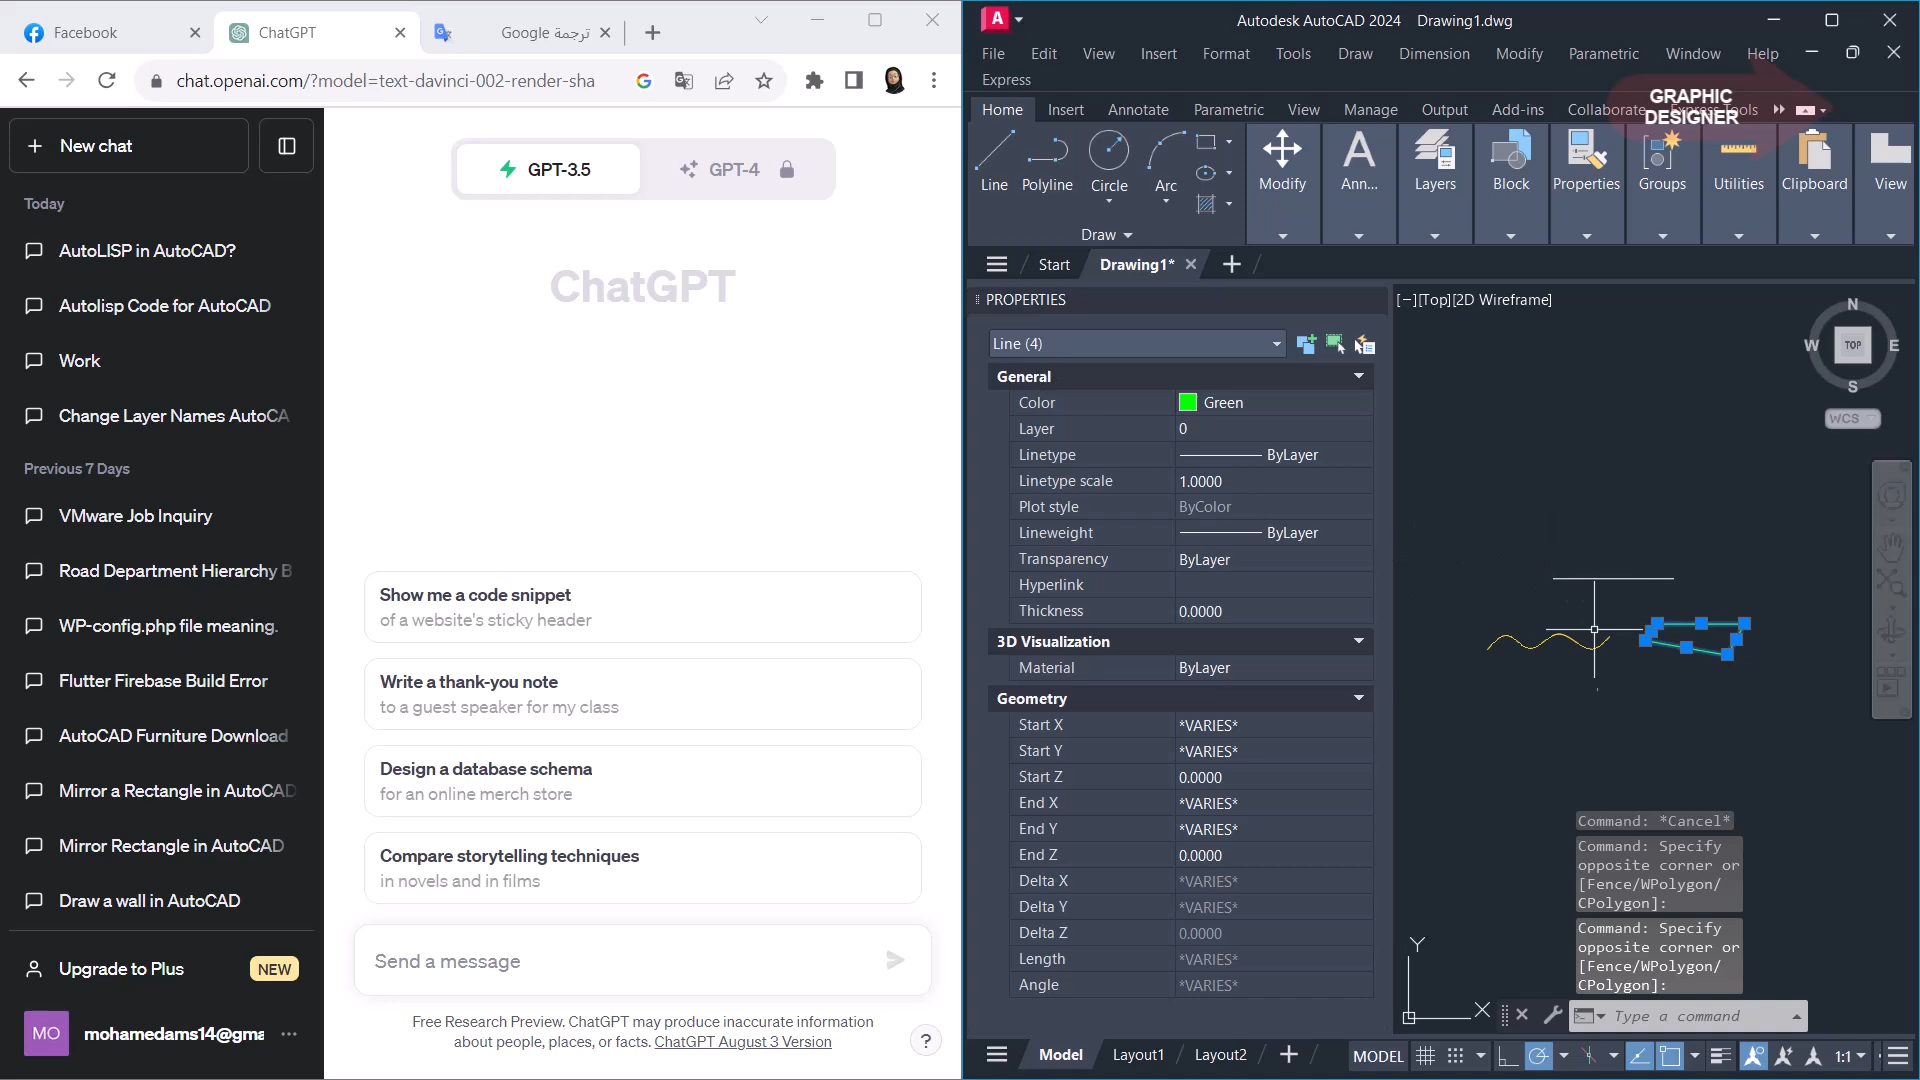 Facebook
ChatGPT
ترجمة Google
chat.openai.com/?model=text-davinci-002-render-sha
New chat
Today
AutoLISP in AutoCAD?
Autolisp Code for AutoCAD
Work
Change Layer Names AutoCA
Previous 7 Days
VMware Job Inquiry
Road Department Hierarchy B
WP-config.php file meaning.
Flutter Firebase Build Error
AutoCAD Furniture Download
Mirror a Rectangle in AutoCAD
Mirror Rectangle in AutoCAD
Draw a wall in AutoCAD
Upgrade to Plus
NEW
MO
mohamedams14@gma
GPT-3.5
GPT-4
ChatGPT
Show me a code snippet
of a website's sticky header
Write a thank-you note
to a guest speaker for my class
Design a database schema
for an online merch store
Compare storytelling techniques
in novels and in films
Send a message
Free Research Preview. ChatGPT may produce inaccurate information
about people, places, or facts. ChatGPT August 3 Version
?
A
Autodesk AutoCAD 2024 Drawing1.dwg
File Edit View Insert Format Tools Draw Dimension Modify Parametric Window Help
Express
Home Insert Annotate Parametric View Manage Output Add-ins Collaborate Express Tools
GRAPHIC
DESIGNER
Line Polyline Circle Arc
Draw
Modify
Ann...
Layers
Block
Properties
Groups
Utilities
Clipboard
View
Start
Drawing1*
PROPERTIES
Line (4)
General
Color Green
Layer 0
Linetype ByLayer
Linetype scale 1.0000
Plot style ByColor
Lineweight ByLayer
Transparency ByLayer
Hyperlink
Thickness 0.0000
3D Visualization
Material ByLayer
Geometry
Start X *VARIES*
Start Y *VARIES*
Start Z 0.0000
End X *VARIES*
End Y *VARIES*
End Z 0.0000
Delta X *VARIES*
Delta Y *VARIES*
Delta Z 0.0000
Length *VARIES*
Angle *VARIES*
[−][Top][2D Wireframe]
N
W TOP E
S
WCS
Command: *Cancel*
Command: Specify
opposite corner or
[Fence/WPolygon/
CPolygon]:
Command: Specify
opposite corner or
[Fence/WPolygon/
CPolygon]:
Y
X
Type a command
Model Layout1 Layout2
MODEL
1:1